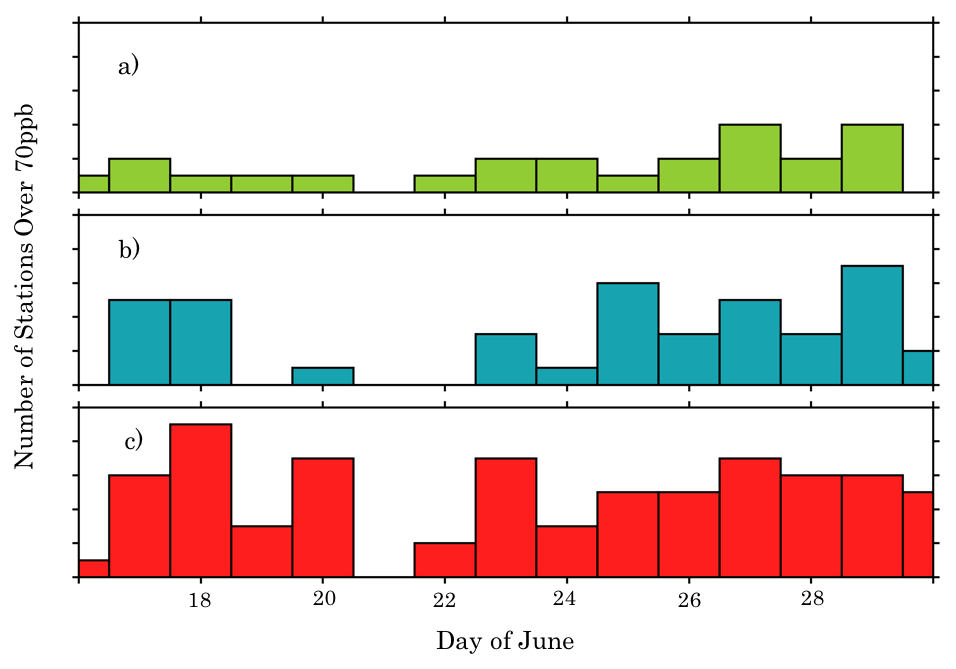 Number of Stations Over 70ppb
a)
b)
c)
18 20 22 24 26 28
Day of June